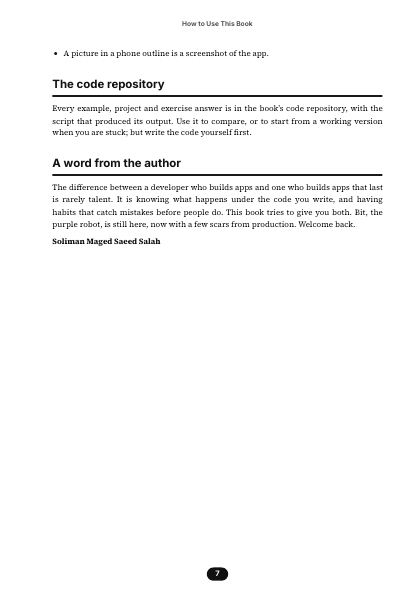 How to Use This Book
• A picture in a phone outline is a screenshot of the app.
The code repository
Every example, project and exercise answer is in the book's code repository, with the
script that produced its output. Use it to compare, or to start from a working version
when you are stuck; but write the code yourself first.
A word from the author
The difference between a developer who builds apps and one who builds apps that last
is rarely talent. It is knowing what happens under the code you write, and having
habits that catch mistakes before people do. This book tries to give you both. Bit, the
purple robot, is still here, now with a few scars from production. Welcome back.
Soliman Maged Saeed Salah
7